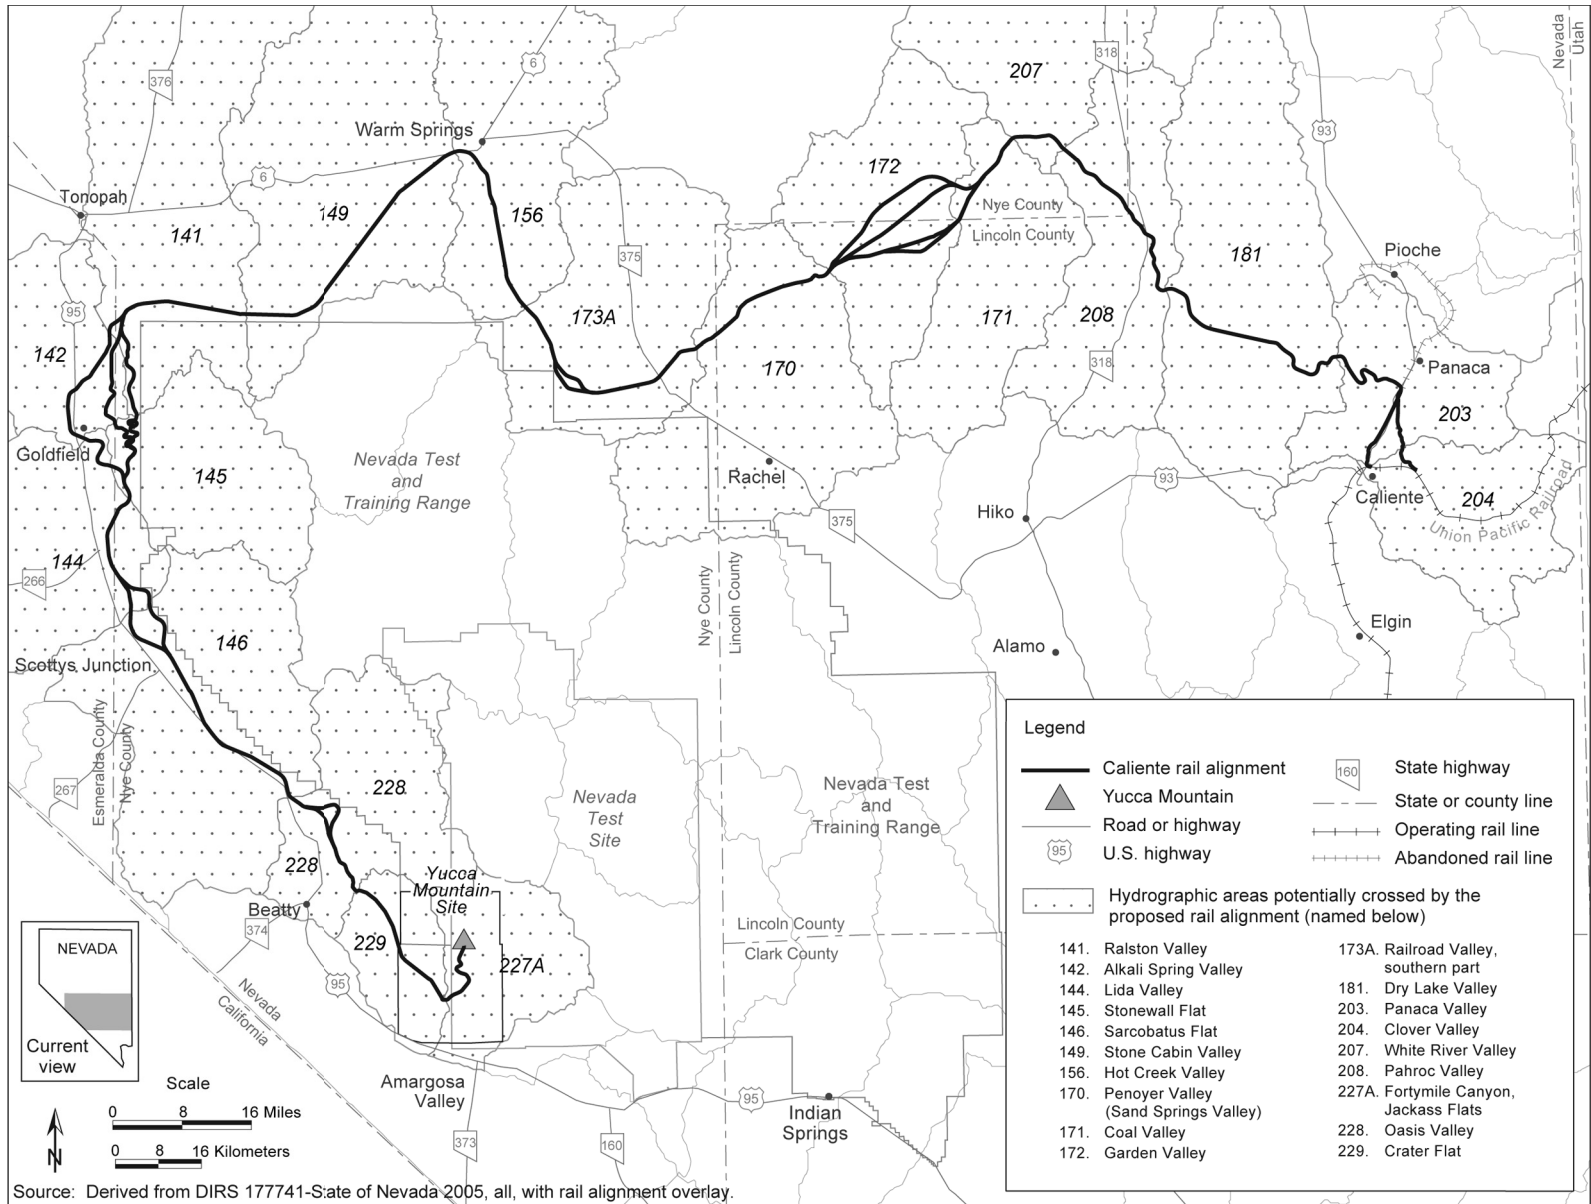 Nevada
Utah
376
6
318
207
93
Warm Springs
6
172
Tonopah
149
156
Nye County
Lincoln County
141
375
181
Pioche
95
173A
171
208
142
170
318
Panaca
203
Goldfield
Nevada Test
and
Training Range
145
Rachel
93
Caliente
204
Union Pacific Railroad
Hiko
375
144
266
Nye County
Lincoln County
146
Elgin
Alamo
Scottys Junction
Esmeralda County
Nye County
267
228
Nevada
Test
Site
Nevada Test
and
Training Range
228
Yucca
Mountain
Site
Beatty
374
229
227A
Lincoln County
Clark County
95
Nevada
California
NEVADA
Current
view
Scale
0 8 16 Miles
0 8 16 Kilometers
N
Amargosa
Valley
95
Indian
Springs
373
160
Legend
Caliente rail alignment
Yucca Mountain
Road or highway
95 U.S. highway
160 State highway
State or county line
Operating rail line
Abandoned rail line
Hydrographic areas potentially crossed by the
proposed rail alignment (named below)
141. Ralston Valley
142. Alkali Spring Valley
144. Lida Valley
145. Stonewall Flat
146. Sarcobatus Flat
149. Stone Cabin Valley
156. Hot Creek Valley
170. Penoyer Valley
(Sand Springs Valley)
171. Coal Valley
172. Garden Valley
173A. Railroad Valley,
southern part
181. Dry Lake Valley
203. Panaca Valley
204. Clover Valley
207. White River Valley
208. Pahroc Valley
227A. Fortymile Canyon,
Jackass Flats
228. Oasis Valley
229. Crater Flat
Source: Derived from DIRS 177741-State of Nevada 2005, all, with rail alignment overlay.